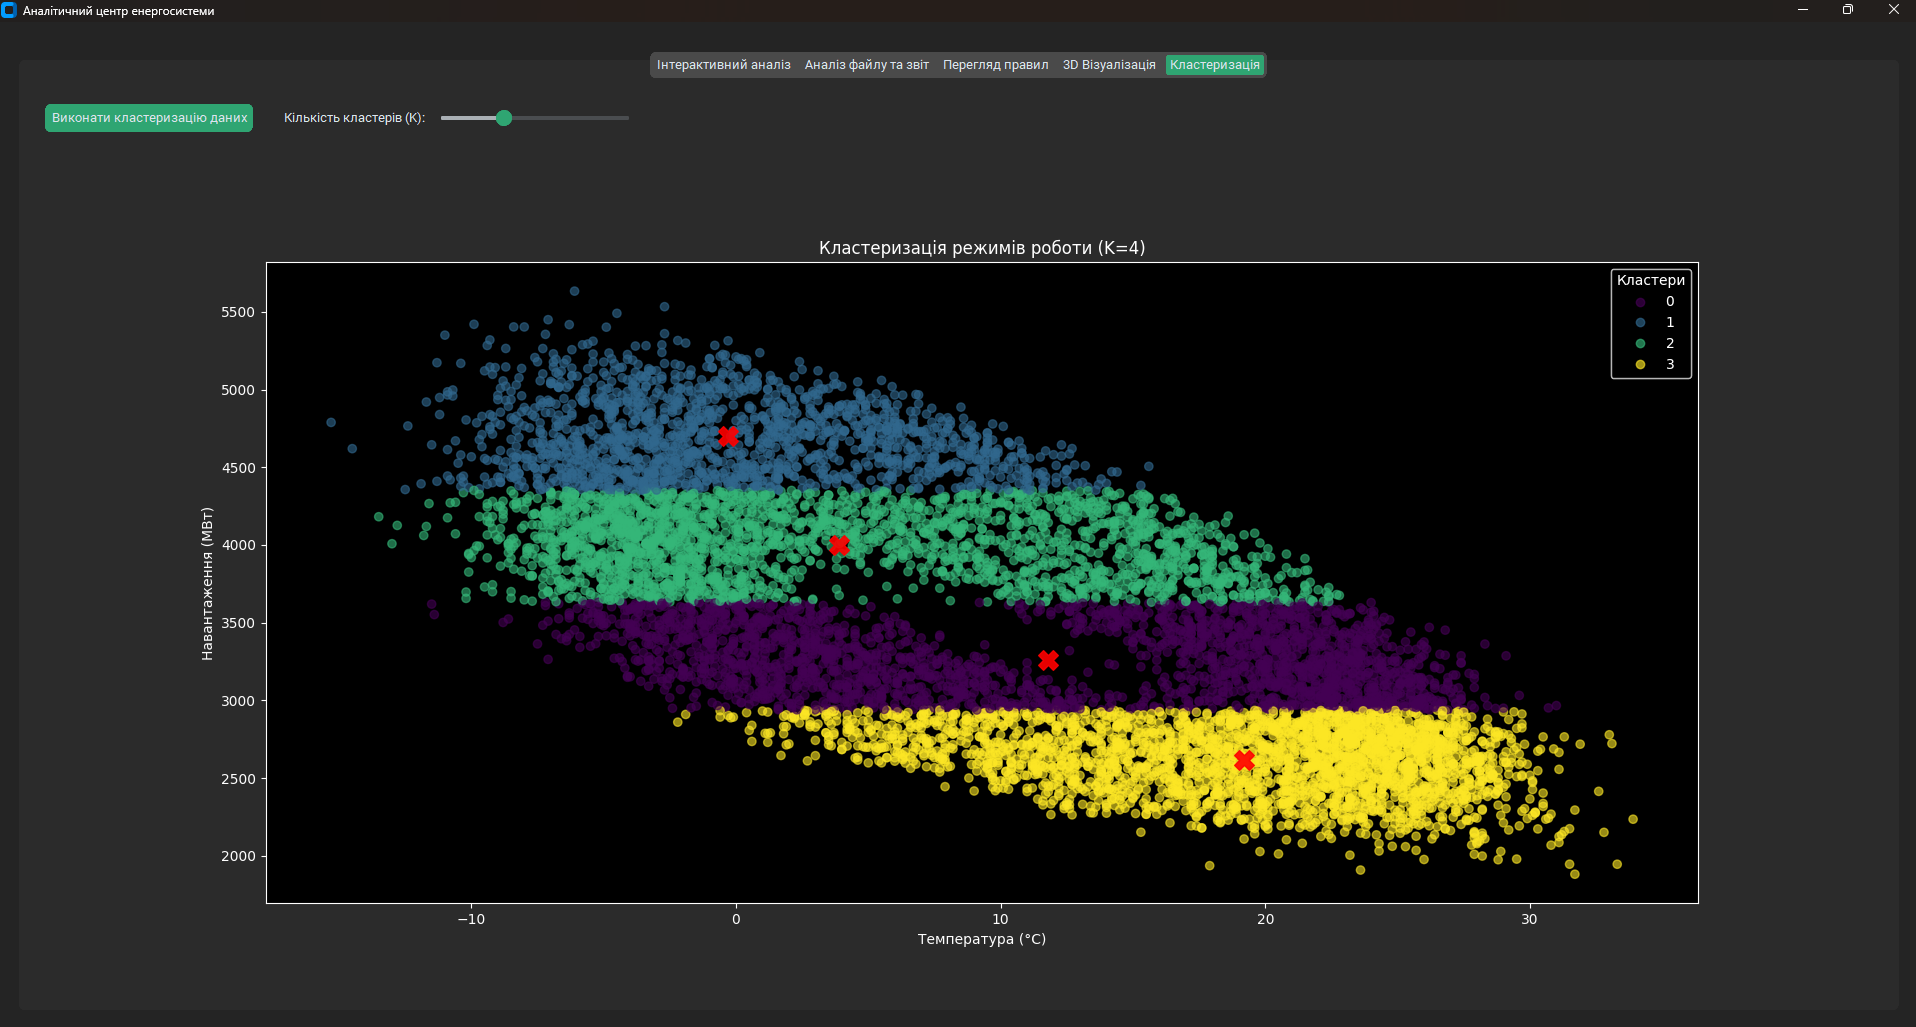 Аналітичний центр енергосистеми
Інтерактивний аналіз Аналіз файлу та звіт Перегляд правил 3D Візуалізація Кластеризація
Виконати кластеризацію даних Кількість кластерів (K):
Кластеризація режимів роботи (K=4)
Кластери
0
1
2
3
5500
5000
4500
4000
3500
3000
2500
2000
Навантаження (МВт)
−10 0 10 20 30
Температура (°C)